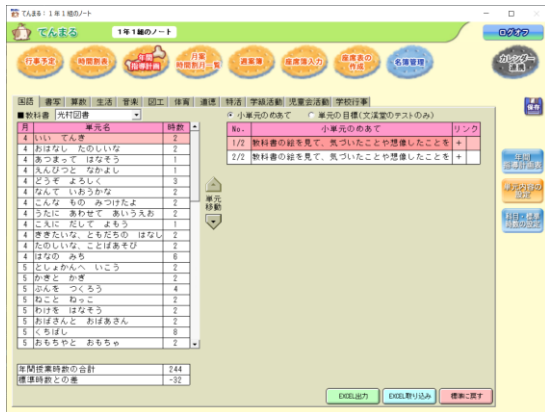 てんまる：1年1組のノート
てんまる
1年1組のノート
ログオフ
行事予定
時間割表
年間指導計画
月案時間割月一覧
週案簿
座席簿入力
座席表の作成
名簿管理
カレンダー連携
国語 書写 算数 生活 音楽 図工 体育 道徳 特活 学級活動 児童会活動 学校行事
■教科書 光村図書
小単元のめあて 単元の目標(文溪堂のテストのみ)
保存
月 単元名 時数
No. 小単元のめあて リンク
4 いい てんき 2
1/2 教科書の絵を見て、気づいたことや想像したことを +
4 おはなし たのしいな 2
2/2 教科書の絵を見て、気づいたことや想像したことを +
4 あつまって はなそう 1
4 えんぴつと なかよし 1
4 どうぞ よろしく 3
4 なんて いおうかな 2
4 こんな もの みつけたよ 2
4 うたに あわせて あいうえお 2
4 こえに だして よもう 1
4 ききたいな、ともだちの はなし 2
4 たのしいな、ことばあそび 2
4 はなの みち 6
5 としょかんへ いこう 2
5 かきと かぎ 2
5 ぶんを つくろう 4
5 ねこと ねっこ 2
5 わけを はなそう 2
5 おばさんと おばあさん 2
5 くちばし 8
5 おもちやと おもちゃ 2
単元移動
年間指導計画表
単元内容の設定
年間授業時数の合計 244
標準時数との差 -32
EXCEL出力
EXCEL取り込み
標準に戻す